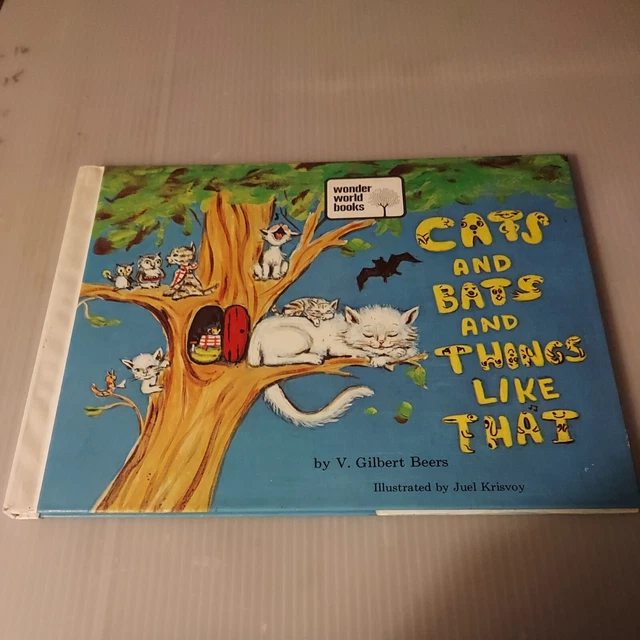 wonder
world
books
CATS
AND
BATS
AND
THINGS
LIKE
THAT
by V. Gilbert Beers
Illustrated by Juel Krisvoy